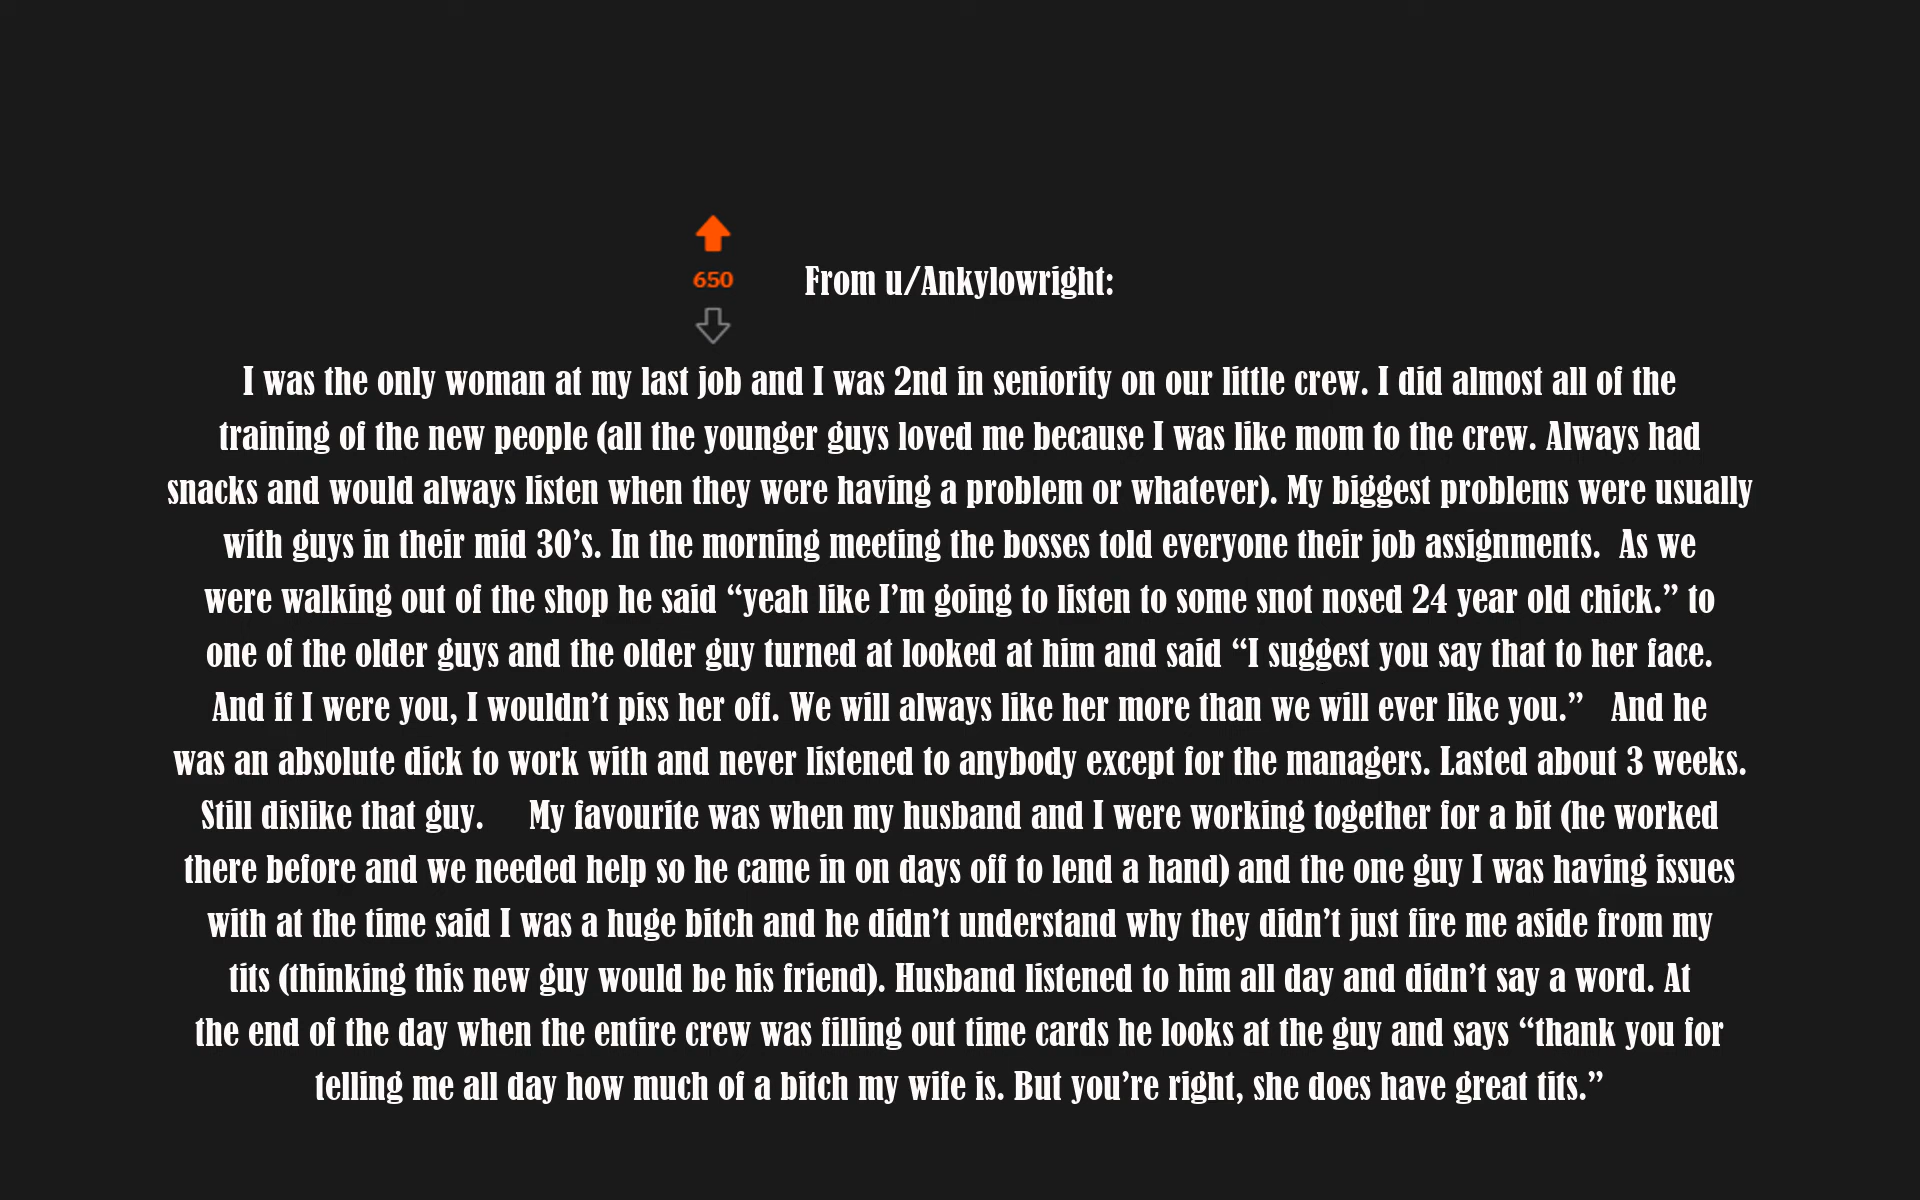 650
From u/Ankylowright:
I was the only woman at my last job and I was 2nd in seniority on our little crew. I did almost all of the
training of the new people (all the younger guys loved me because I was like mom to the crew. Always had
snacks and would always listen when they were having a problem or whatever). My biggest problems were usually
with guys in their mid 30’s. In the morning meeting the bosses told everyone their job assignments.  As we
were walking out of the shop he said “yeah like I’m going to listen to some snot nosed 24 year old chick.” to
one of the older guys and the older guy turned at looked at him and said “I suggest you say that to her face.
And if I were you, I wouldn’t piss her off. We will always like her more than we will ever like you.”   And he
was an absolute dick to work with and never listened to anybody except for the managers. Lasted about 3 weeks.
Still dislike that guy.     My favourite was when my husband and I were working together for a bit (he worked
there before and we needed help so he came in on days off to lend a hand) and the one guy I was having issues
with at the time said I was a huge bitch and he didn’t understand why they didn’t just fire me aside from my
tits (thinking this new guy would be his friend). Husband listened to him all day and didn’t say a word. At
the end of the day when the entire crew was filling out time cards he looks at the guy and says “thank you for
telling me all day how much of a bitch my wife is. But you’re right, she does have great tits.”